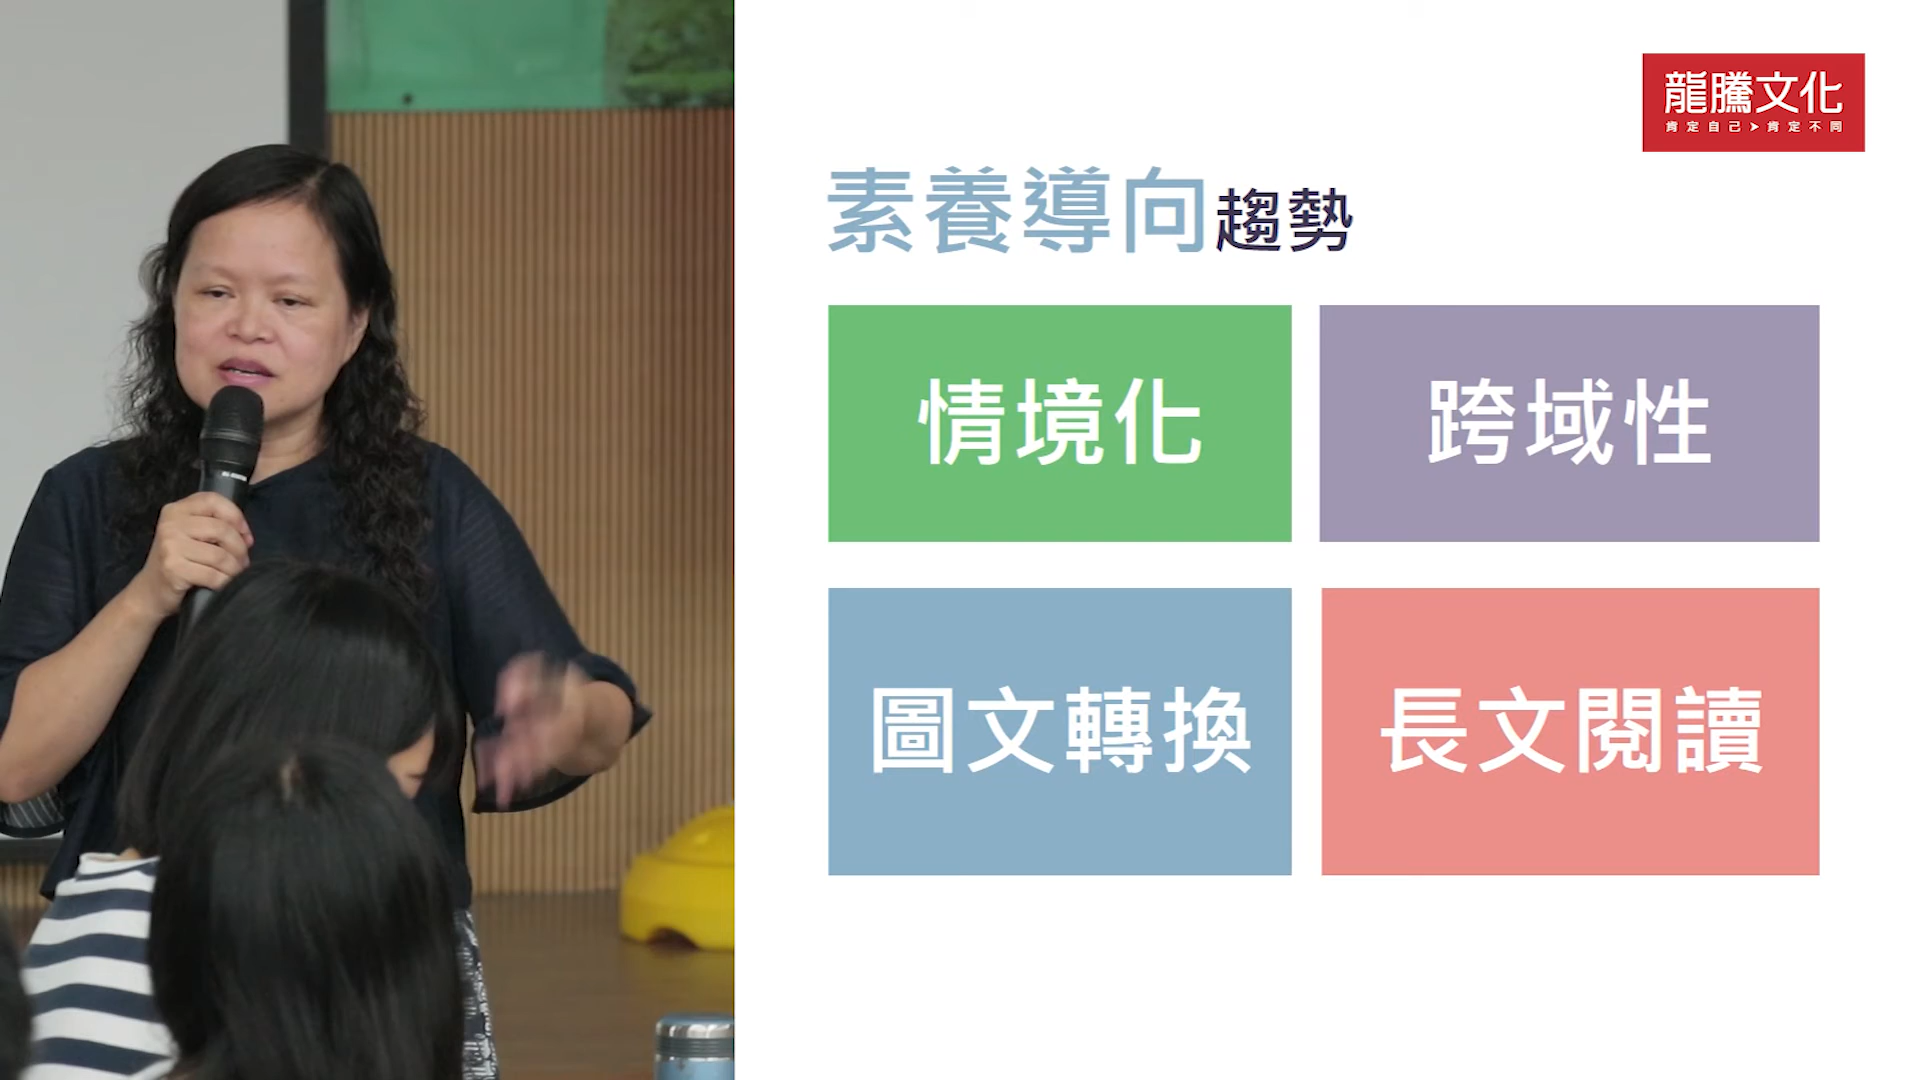 龍騰文化
肯定自己➤肯定不同
素養導向趨勢
情境化
跨域性
圖文轉換
長文閱讀